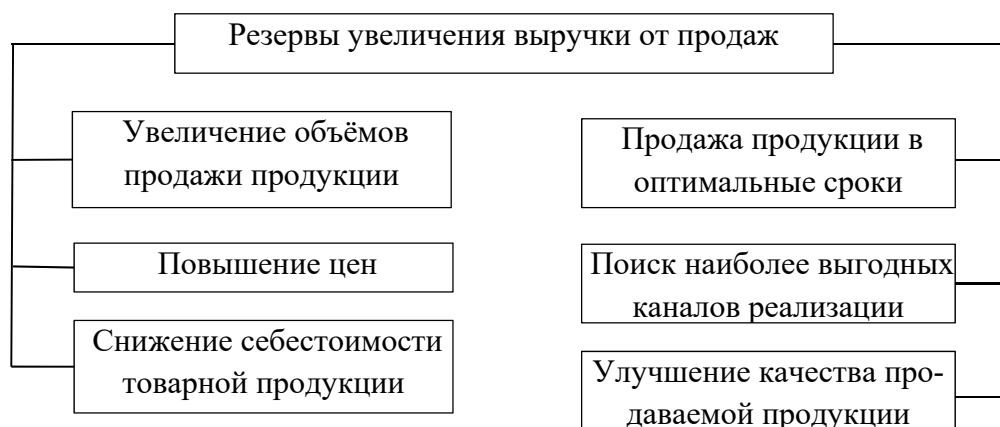 Резервы увеличения выручки от продаж
Увеличение объёмов
продажи продукции
Повышение цен
Снижение себестоимости
товарной продукции
Продажа продукции в
оптимальные сроки
Поиск наиболее выгодных
каналов реализации
Улучшение качества про-
даваемой продукции